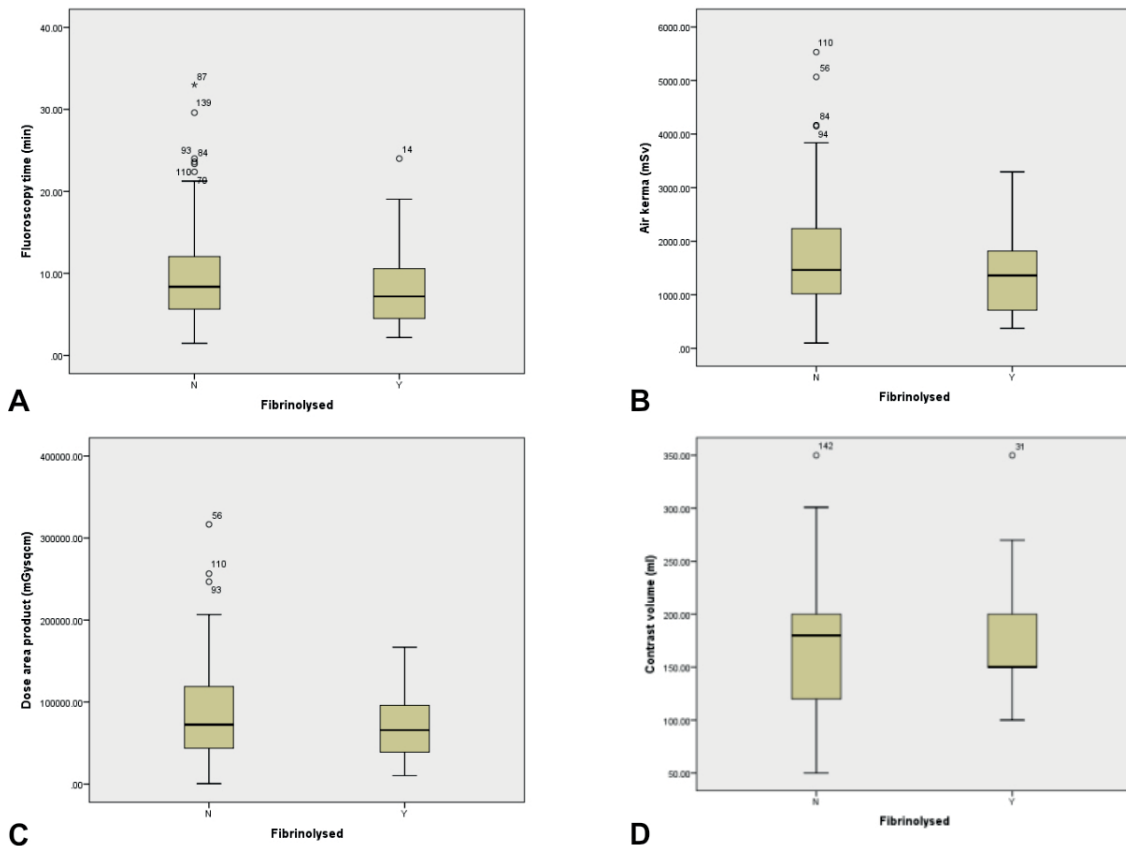 40.00
30.00
20.00
10.00
.00
Fluoroscopy time (min)
87
139
93 84
110 79
14
N Y
Fibrinolysed
A
6000.00
5000.00
4000.00
3000.00
2000.00
1000.00
.00
Air kerma (mSv)
110
56
84
94
N Y
Fibrinolysed
B
400000.00
300000.00
200000.00
100000.00
.00
Dose area product (mGysqcm)
56
110
93
N Y
Fibrinolysed
C
350.00
300.00
250.00
200.00
150.00
100.00
50.00
Contrast volume (ml)
142
31
N Y
Fibrinolysed
D